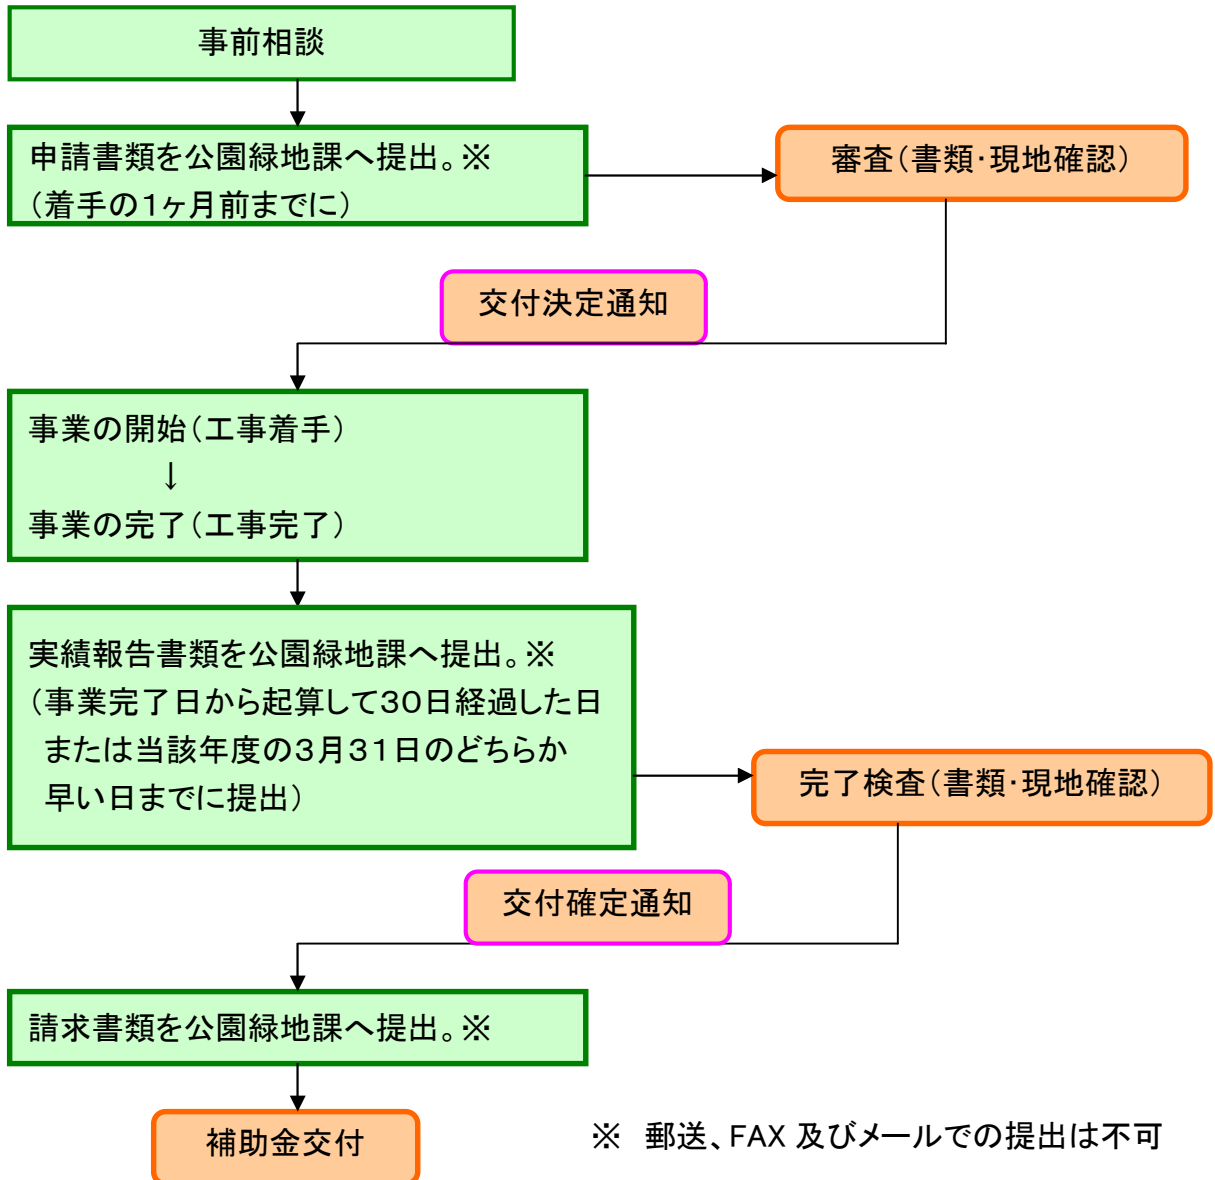 事前相談
申請書類を公園緑地課へ提出。※
(着手の1ヶ月前までに)
審査(書類・現地確認)
交付決定通知
事業の開始(工事着手)
↓
事業の完了(工事完了)
実績報告書類を公園緑地課へ提出。※
(事業完了日から起算して30日経過した日
または当該年度の3月31日のどちらか
早い日までに提出)
完了検査(書類・現地確認)
交付確定通知
請求書類を公園緑地課へ提出。※
補助金交付
※ 郵送、FAX 及びメールでの提出は不可